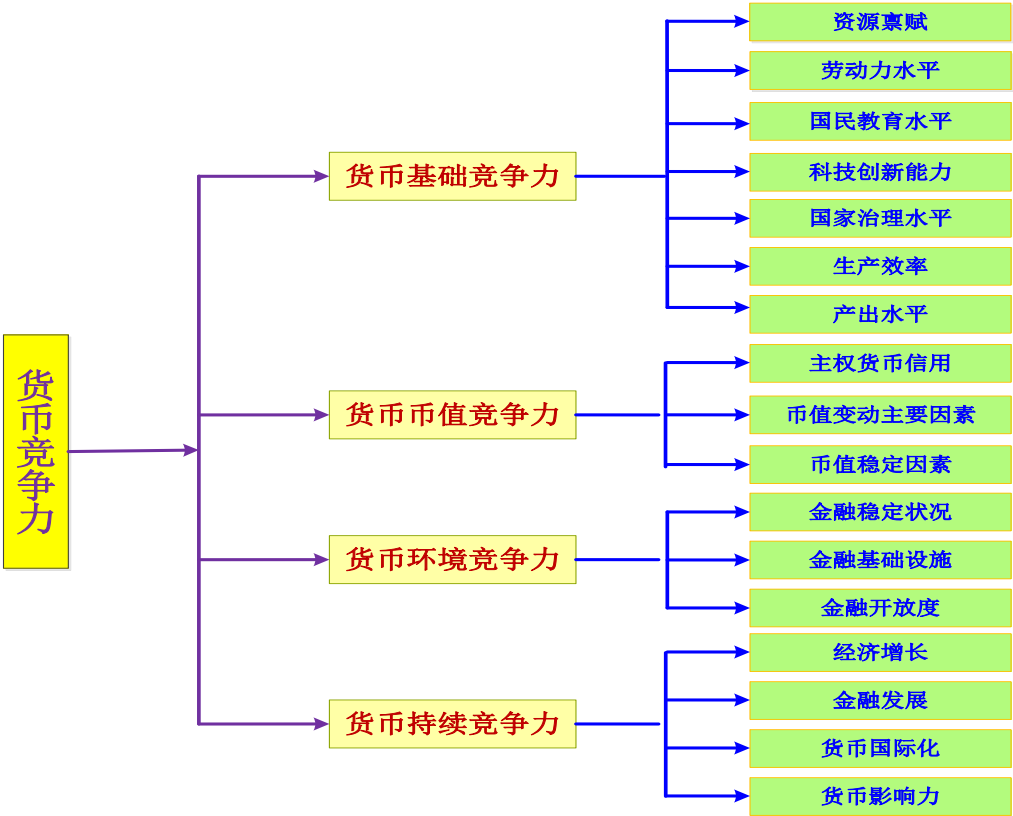 货币竞争力
货币基础竞争力
资源禀赋
劳动力水平
国民教育水平
科技创新能力
国家治理水平
生产效率
产出水平
货币币值竞争力
主权货币信用
币值变动主要因素
币值稳定因素
货币环境竞争力
金融稳定状况
金融基础设施
金融开放度
货币持续竞争力
经济增长
金融发展
货币国际化
货币影响力